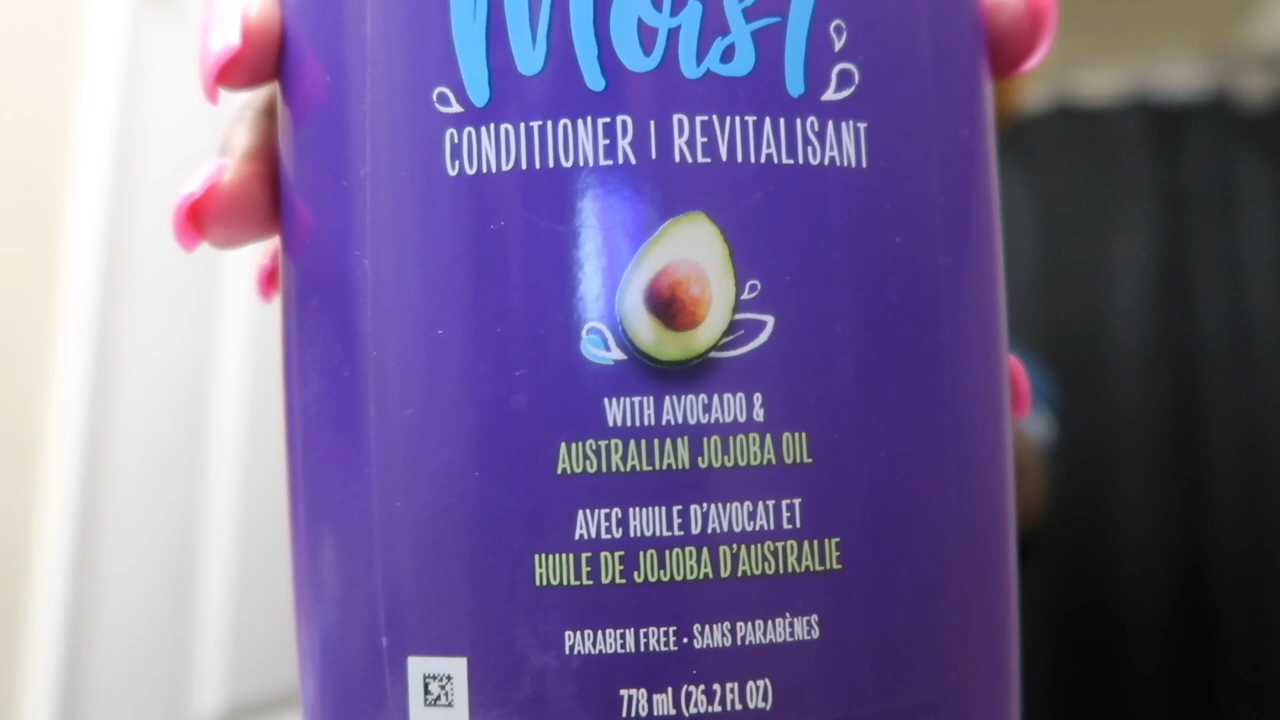 Moist
CONDITIONER | REVITALISANT
WITH AVOCADO &
AUSTRALIAN JOJOBA OIL
AVEC HUILE D'AVOCAT ET
HUILE DE JOJOBA D'AUSTRALIE
PARABEN FREE • SANS PARABÈNES
778 mL (26.2 FL OZ)